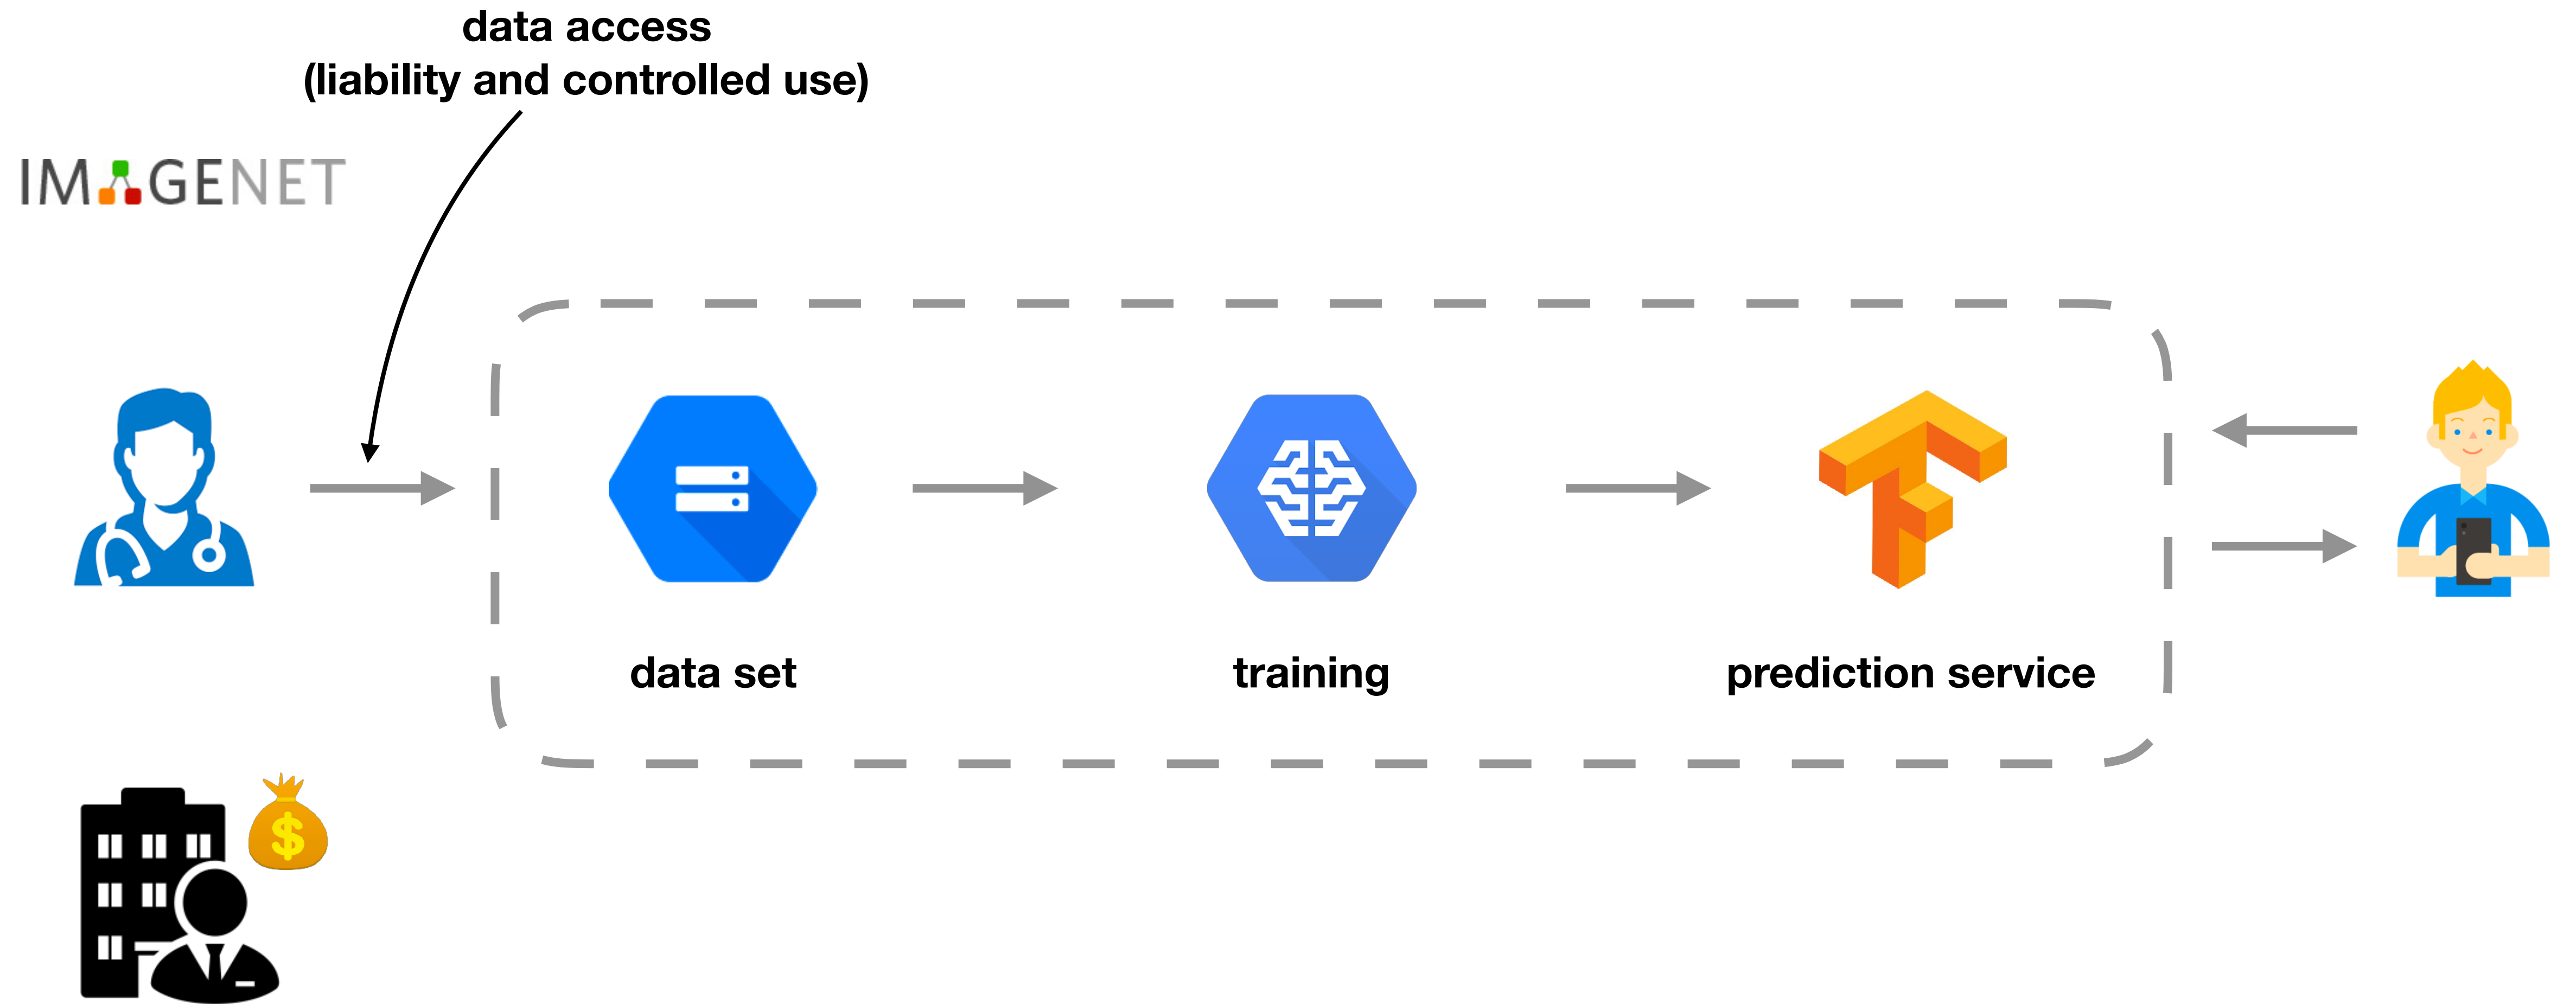 data access
(liability and controlled use)
IMAGENET
data set
training
prediction service
$